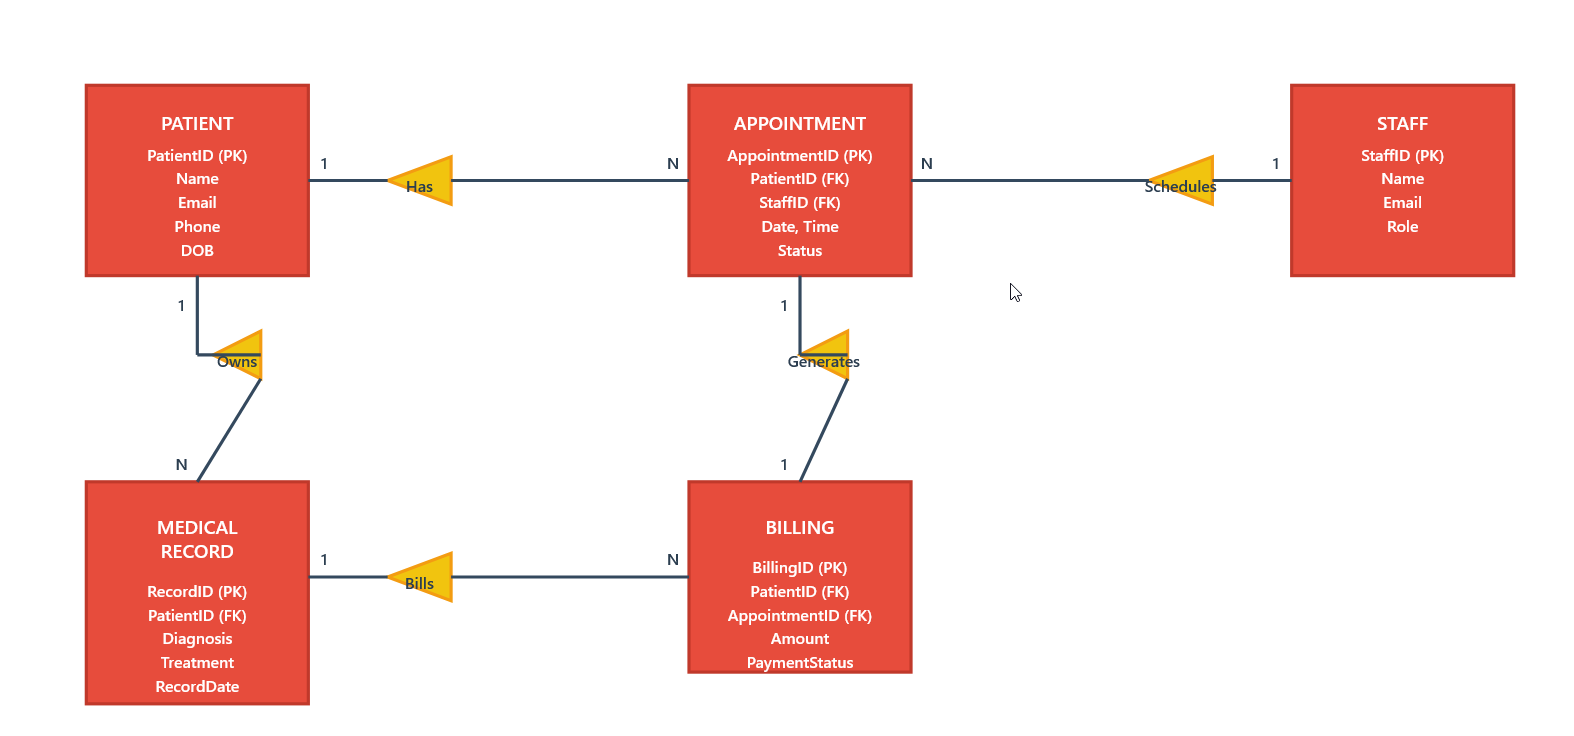 PATIENT
PatientID (PK)
Name
Email
Phone
DOB
1
Has
N
APPOINTMENT
AppointmentID (PK)
PatientID (FK)
StaffID (FK)
Date, Time
Status
N
Schedules
1
STAFF
StaffID (PK)
Name
Email
Role
1
Owns
N
1
Generates
1
MEDICAL
RECORD
RecordID (PK)
PatientID (FK)
Diagnosis
Treatment
RecordDate
1
Bills
N
BILLING
BillingID (PK)
PatientID (FK)
AppointmentID (FK)
Amount
PaymentStatus